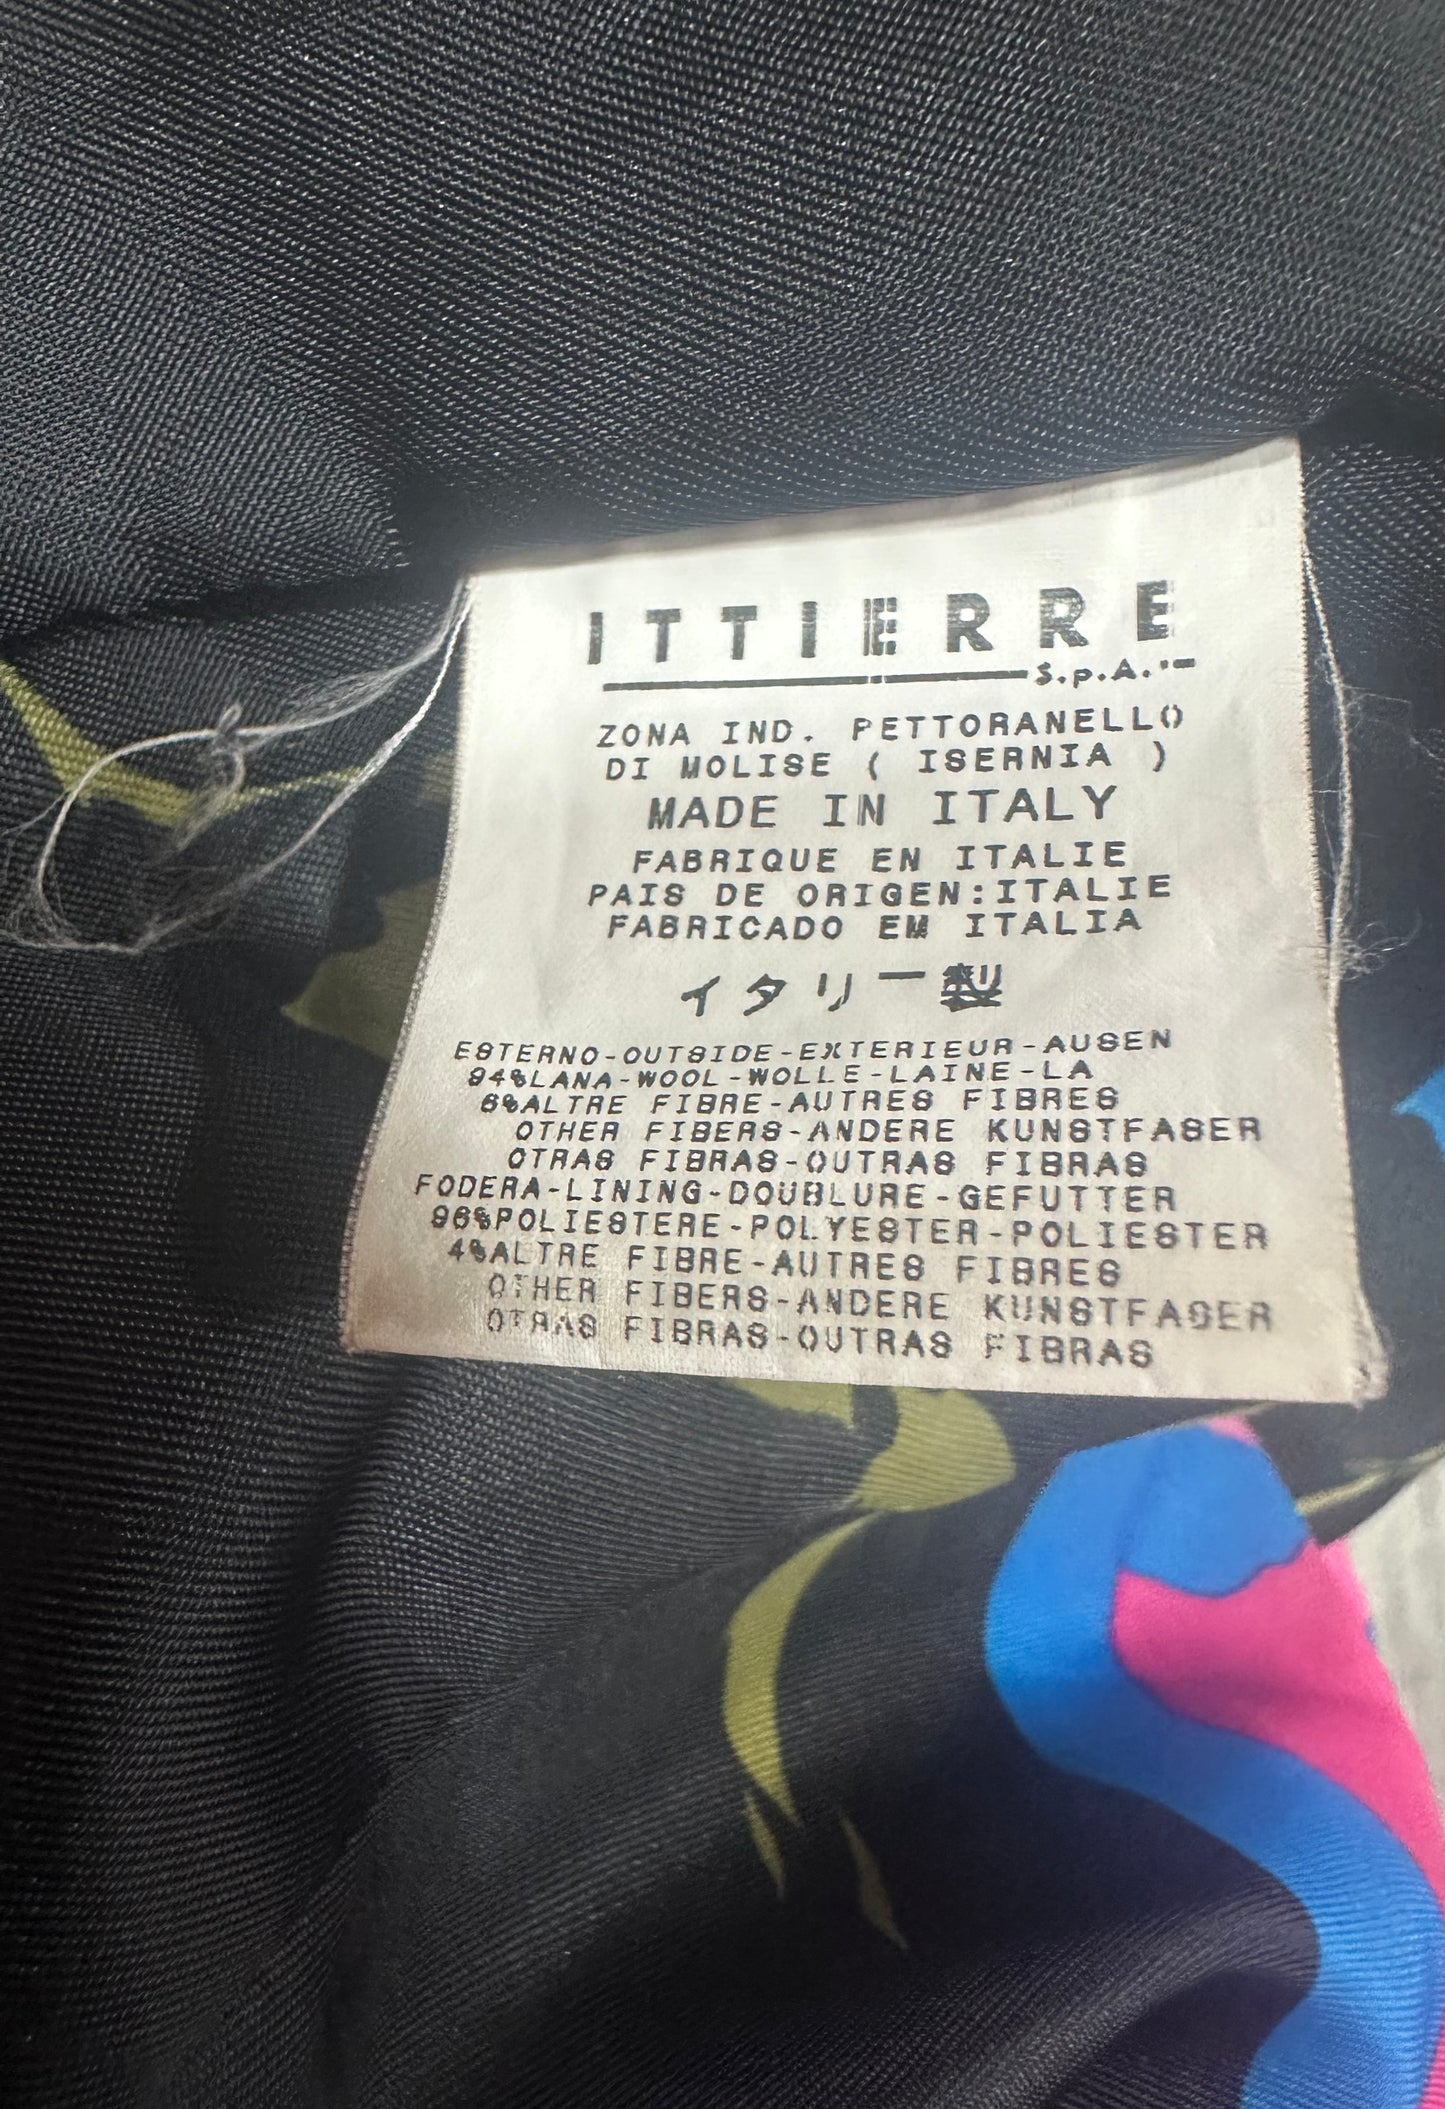 ITTIERRE
S.p.A.
ZONA IND. PETTORANELLO
DI MOLISE ( ISERNIA )
MADE IN ITALY
FABRIQUE EN ITALIE
PAIS DE ORIGEN:ITALIE
FABRICADO EM ITALIA
イタリー製
ESTERNO-OUTSIDE-EXTERIEUR-AUSEN
94%LANA-WOOL-WOLLE-LAINE-LA
6%ALTRE FIBRE-AUTRES FIBRES
OTHER FIBERS-ANDERE KUNSTFASER
OTRAS FIBRAS-OUTRAS FIBRAS
FODERA-LINING-DOUBLURE-GEFUTTER
96%POLIESTERE-POLYESTER-POLIESTER
4%ALTRE FIBRE-AUTRES FIBRES
OTHER FIBERS-ANDERE KUNSTFASER
OTRAS FIBRAS-OUTRAS FIBRAS